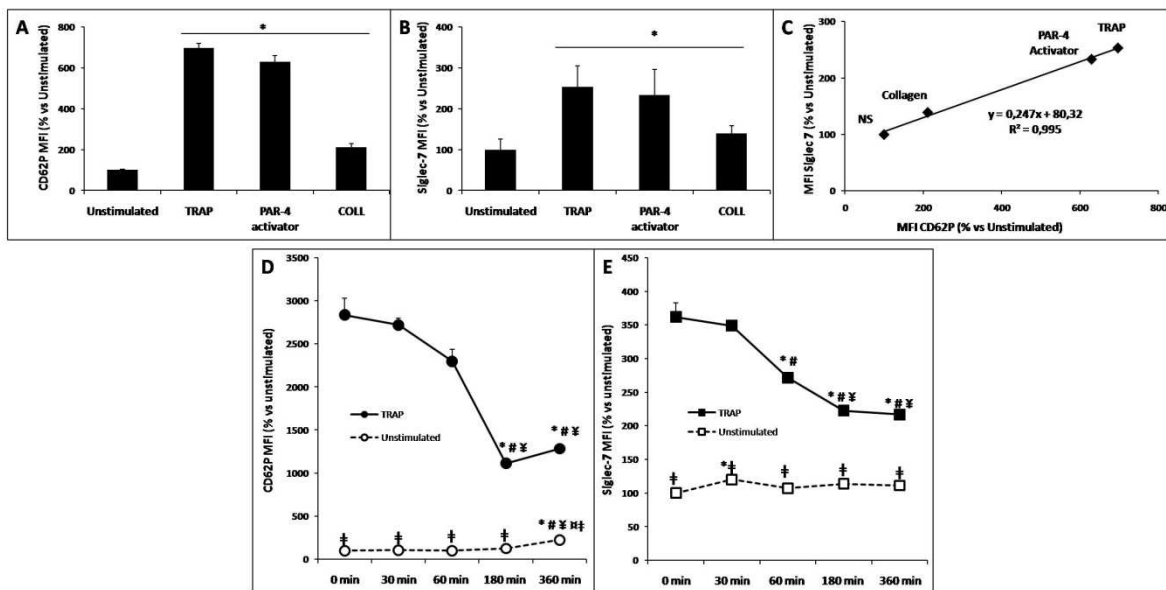 A
CD62P MFI (% vs Unstimulated)
800
600
400
200
0
*
Unstimulated
TRAP
PAR-4
activator
COLL
B
Siglec-7 MFI (% vs Unstimulated)
400
300
200
100
0
*
Unstimulated
TRAP
PAR-4
activator
COLL
C
MFI Siglec 7 (% vs Unstimulated)
300
200
100
0
NS
Collagen
PAR-4
Activator
TRAP
y = 0,247x + 80,32
R² = 0,995
0
200
400
600
800
MFI CD62P (% vs Unstimulated)
D
CD62P MFI (% vs unstimulated)
3500
3000
2500
2000
1500
1000
500
0
TRAP
Unstimulated
* # ¥
* # ¥
ǂ
ǂ
ǂ
ǂ
* # ¥ ¤ǂ
0 min
30 min
60 min
180 min
360 min
E
Siglec-7 MFI (% vs unstimulated)
450
400
350
300
250
200
150
100
50
0
* #
* # ¥
* # ¥
TRAP
Unstimulated
ǂ
*ǂ
ǂ
ǂ
ǂ
0 min
30 min
60 min
180 min
360 min